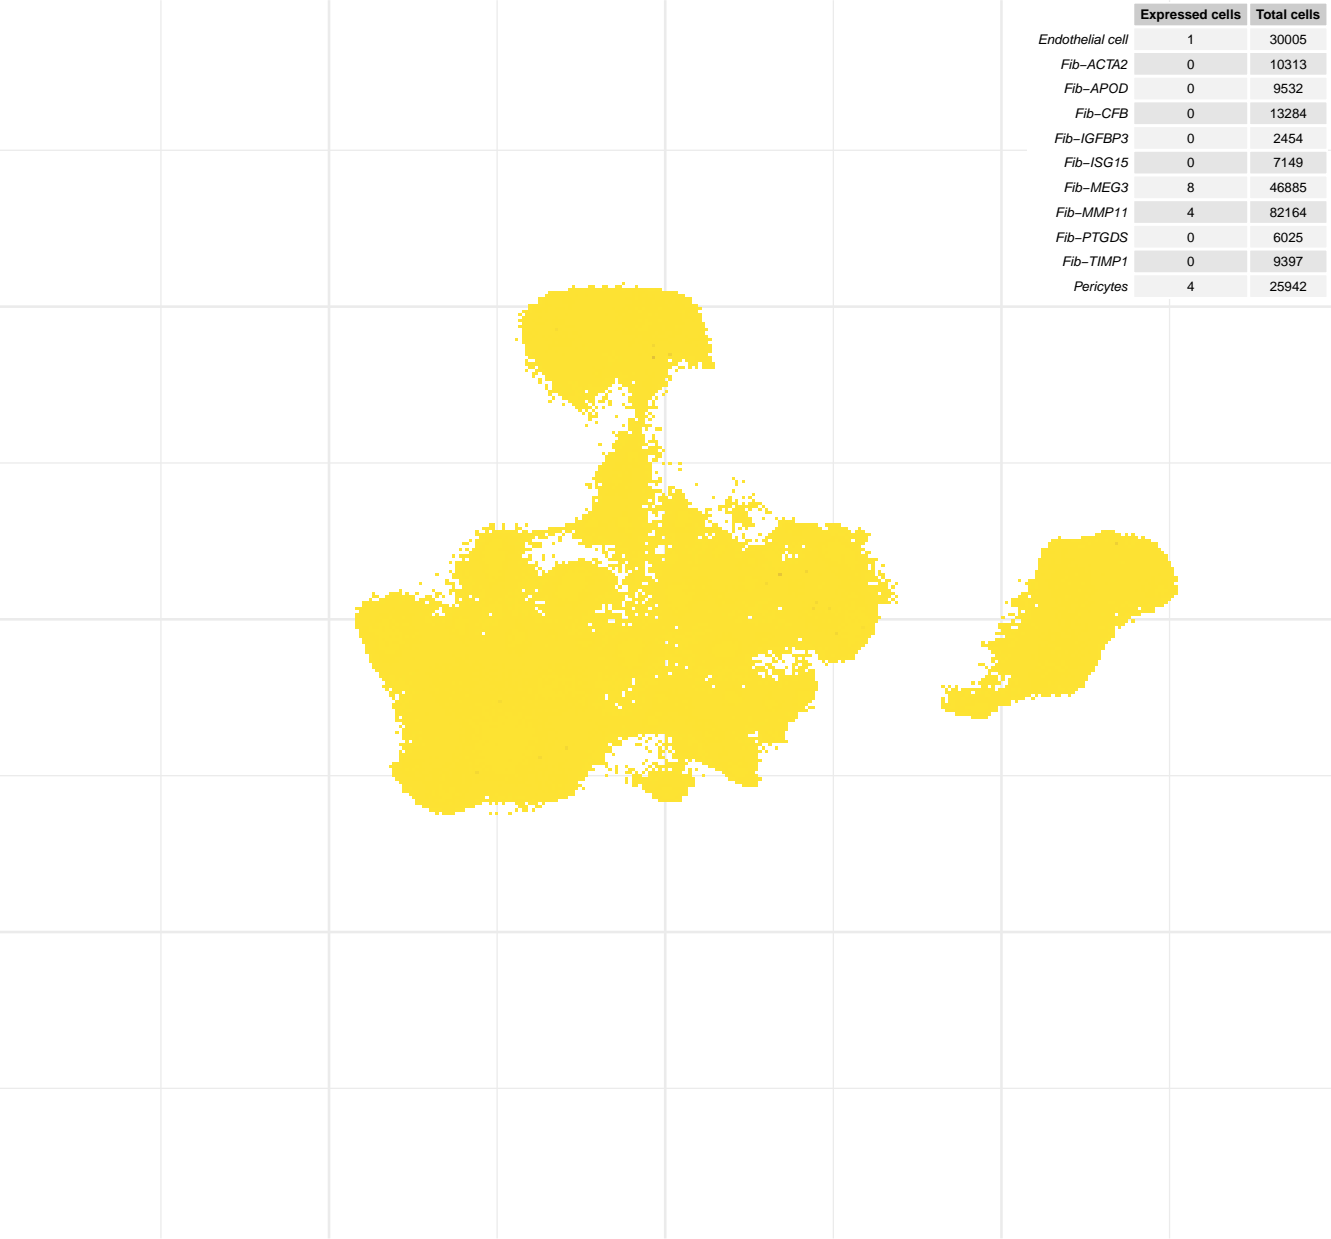 Expressed cells Total cells
Endothelial cell 1 30005
Fib−ACTA2 0 10313
Fib−APOD 0 9532
Fib−CFB 0 13284
Fib−IGFBP3 0 2454
Fib−ISG15 0 7149
Fib−MEG3 8 46885
Fib−MMP11 4 82164
Fib−PTGDS 0 6025
Fib−TIMP1 0 9397
Pericytes 4 25942